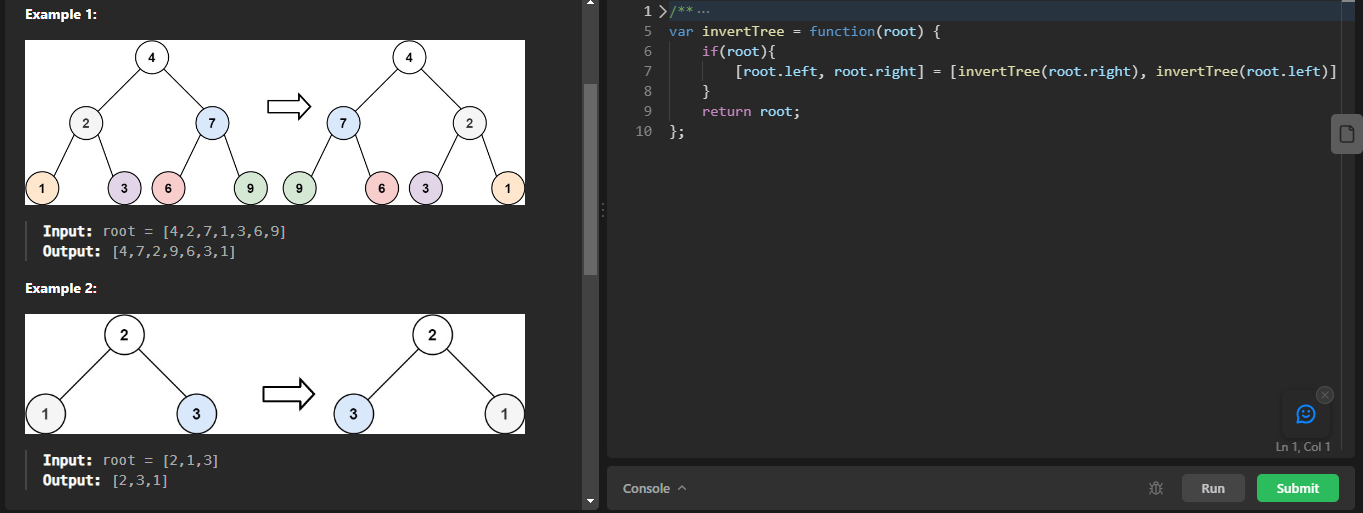 Example 1:
4 4
2 7 7 2
1 3 6 9 9 6 3 1
Input: root = [4,2,7,1,3,6,9]
Output: [4,7,2,9,6,3,1]
Example 2:
2 2
1 3 3 1
Input: root = [2,1,3]
Output: [2,3,1]
1 /** ···
5 var invertTree = function(root) {
6 if(root){
7 [root.left, root.right] = [invertTree(root.right), invertTree(root.left)]
8 }
9 return root;
10 };
Ln 1, Col 1
Console Run Submit